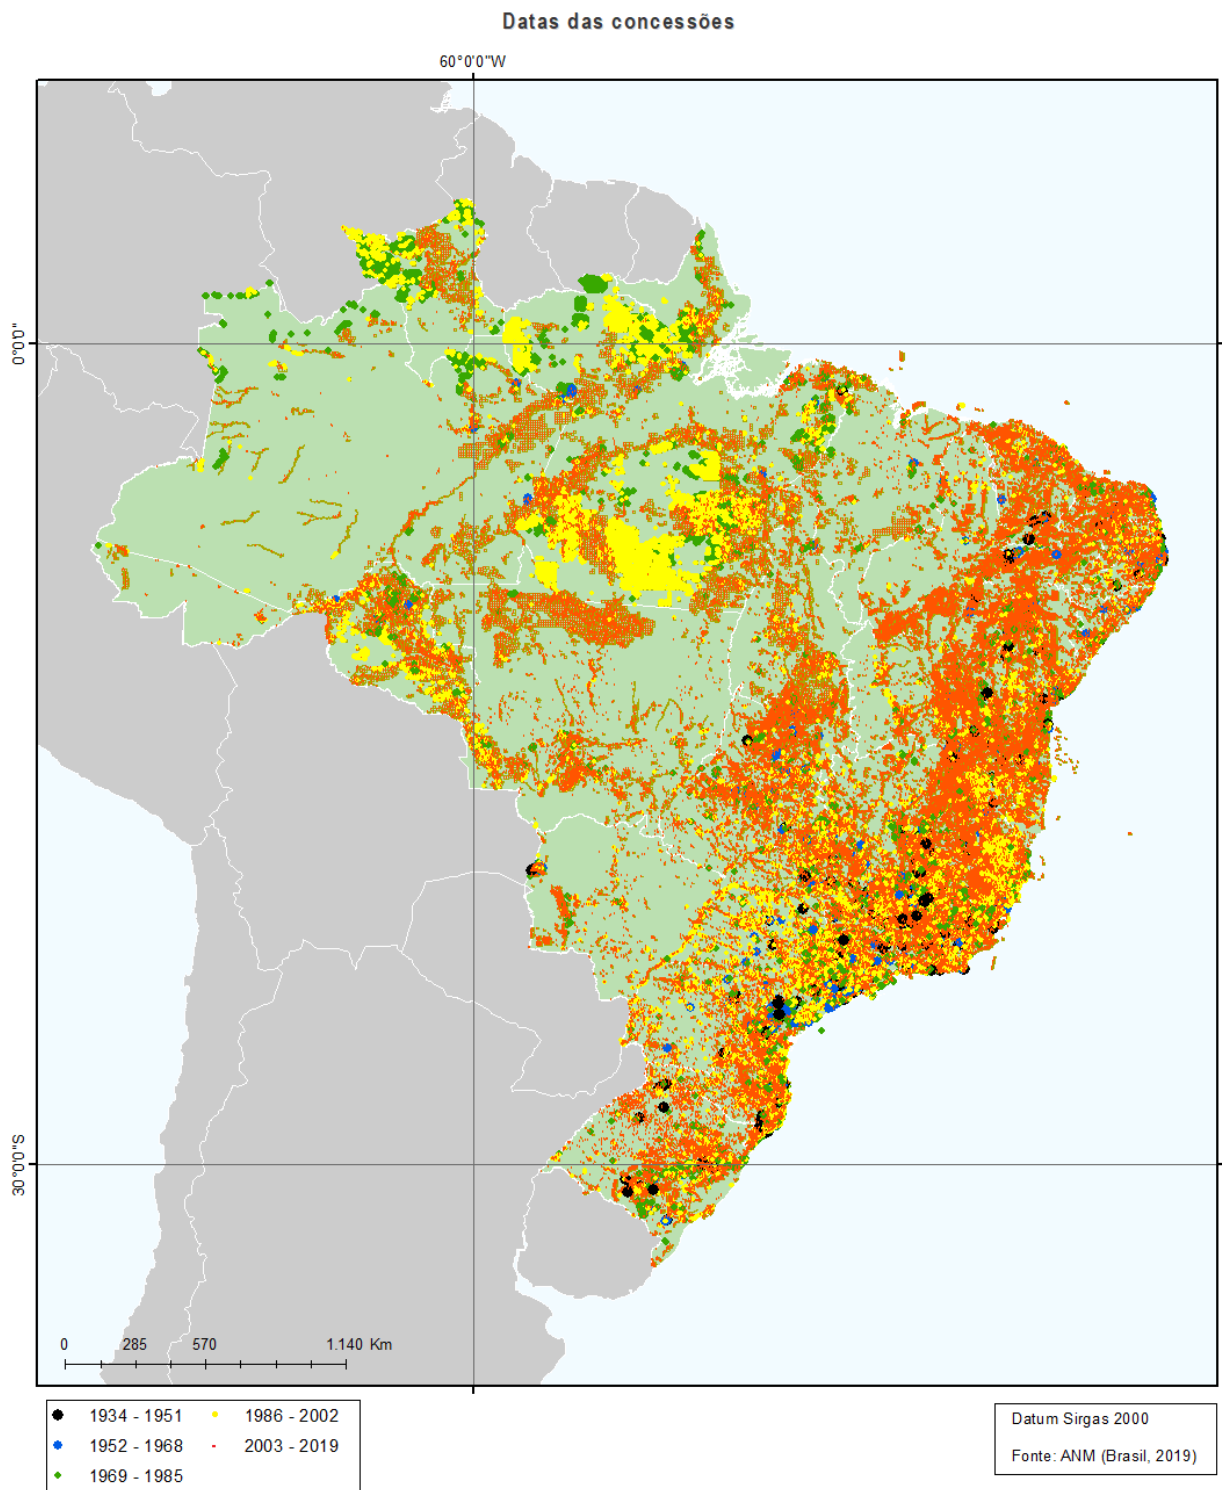 Datas das concessões
60°0'0"W
0°0'0"
30°0'0"S
0 285 570 1.140 Km
1934 - 1951
1952 - 1968
1969 - 1985
1986 - 2002
2003 - 2019
Datum Sirgas 2000
Fonte: ANM (Brasil, 2019)